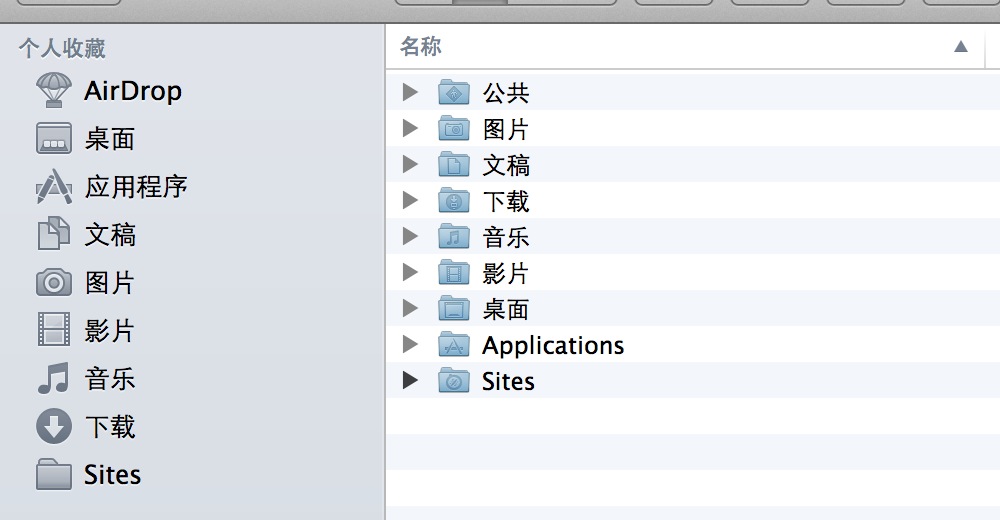 个人收藏
AirDrop
桌面
应用程序
文稿
图片
影片
音乐
下载
Sites
名称
公共
图片
文稿
下载
音乐
影片
桌面
Applications
Sites